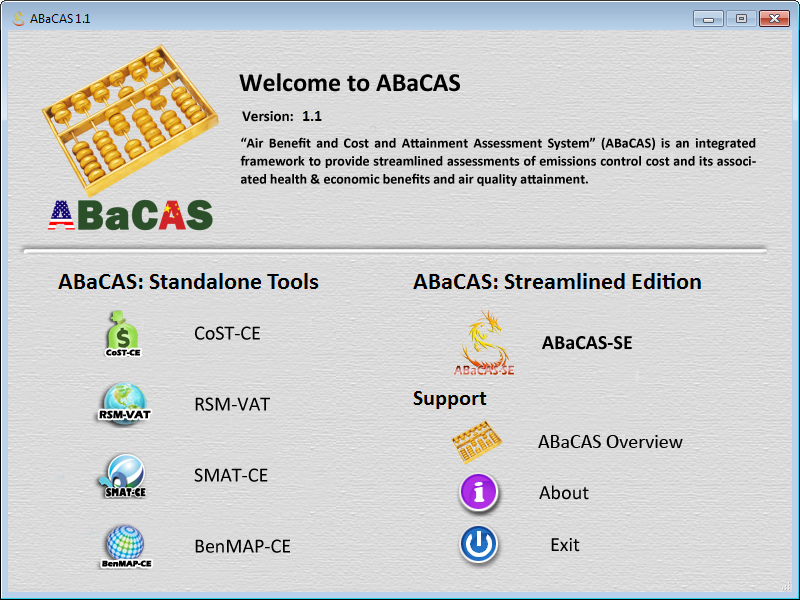 ABaCAS 1.1
Welcome to ABaCAS
Version: 1.1
“Air Benefit and Cost and Attainment Assessment System” (ABaCAS) is an integrated
framework to provide streamlined assessments of emissions control cost and its associ-
ated health & economic benefits and air quality attainment.
ABaCAS
ABaCAS: Standalone Tools
CoST-CE
CoST-CE
RSM-VAT
RSM-VAT
SMAT-CE
SMAT-CE
BenMAP-CE
BenMAP-CE
ABaCAS: Streamlined Edition
ABaCAS-SE
ABaCAS-SE
Support
ABaCAS Overview
About
Exit